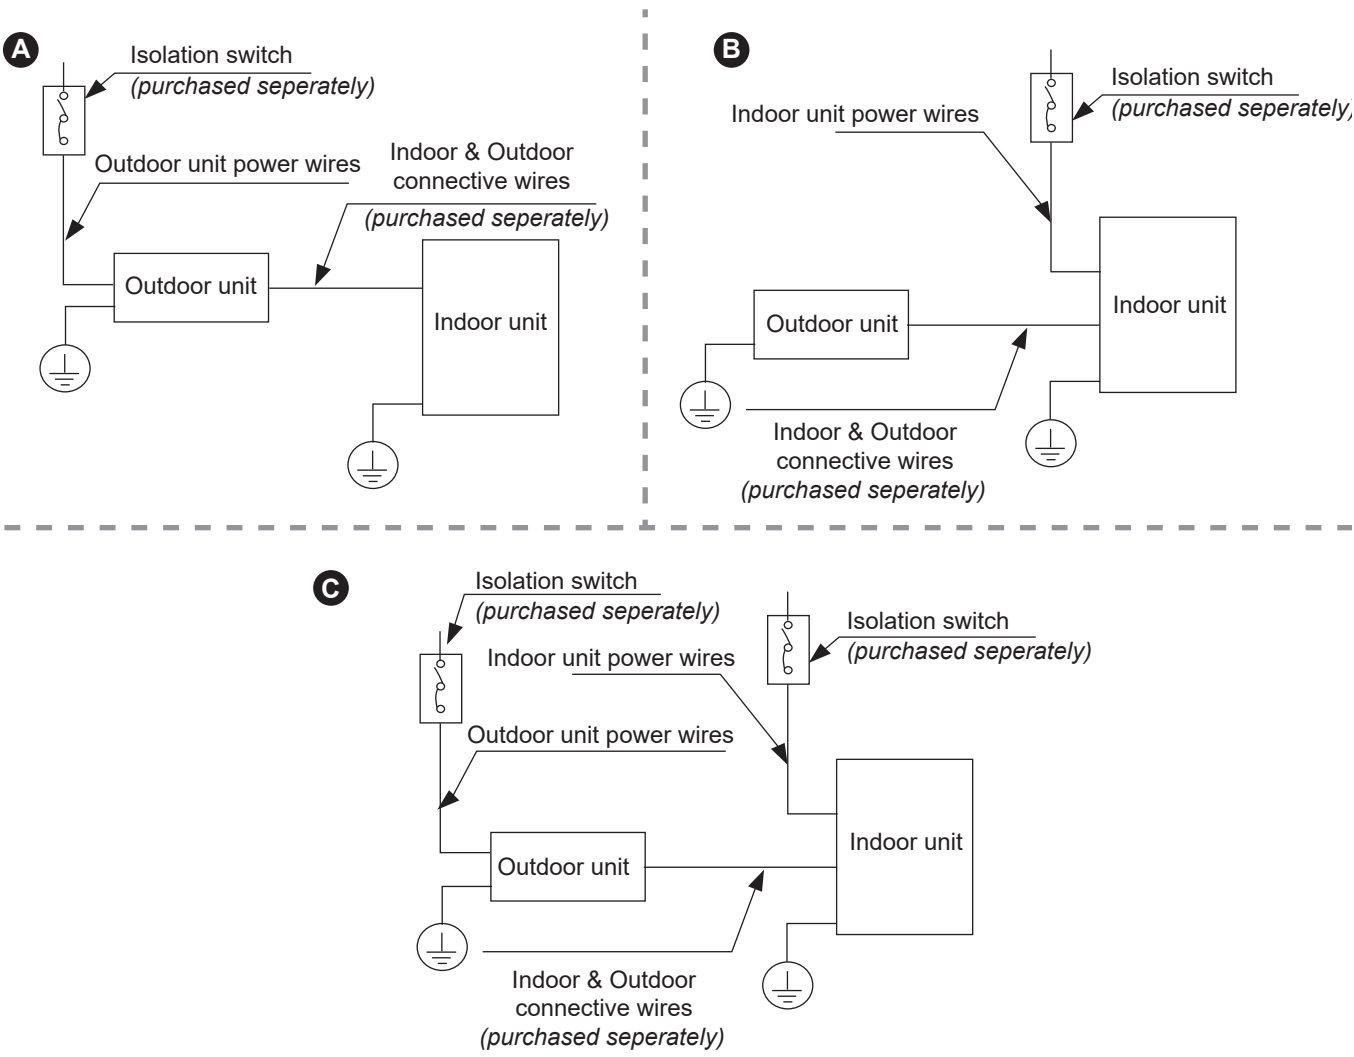 A
Isolation switch
(purchased seperately)
Outdoor unit power wires
Indoor & Outdoor
connective wires
(purchased seperately)
Outdoor unit
Indoor unit
B
Isolation switch
(purchased seperately)
Indoor unit power wires
Outdoor unit
Indoor unit
Indoor & Outdoor
connective wires
(purchased seperately)
C
Isolation switch
(purchased seperately)
Isolation switch
(purchased seperately)
Indoor unit power wires
Outdoor unit power wires
Outdoor unit
Indoor unit
Indoor & Outdoor
connective wires
(purchased seperately)